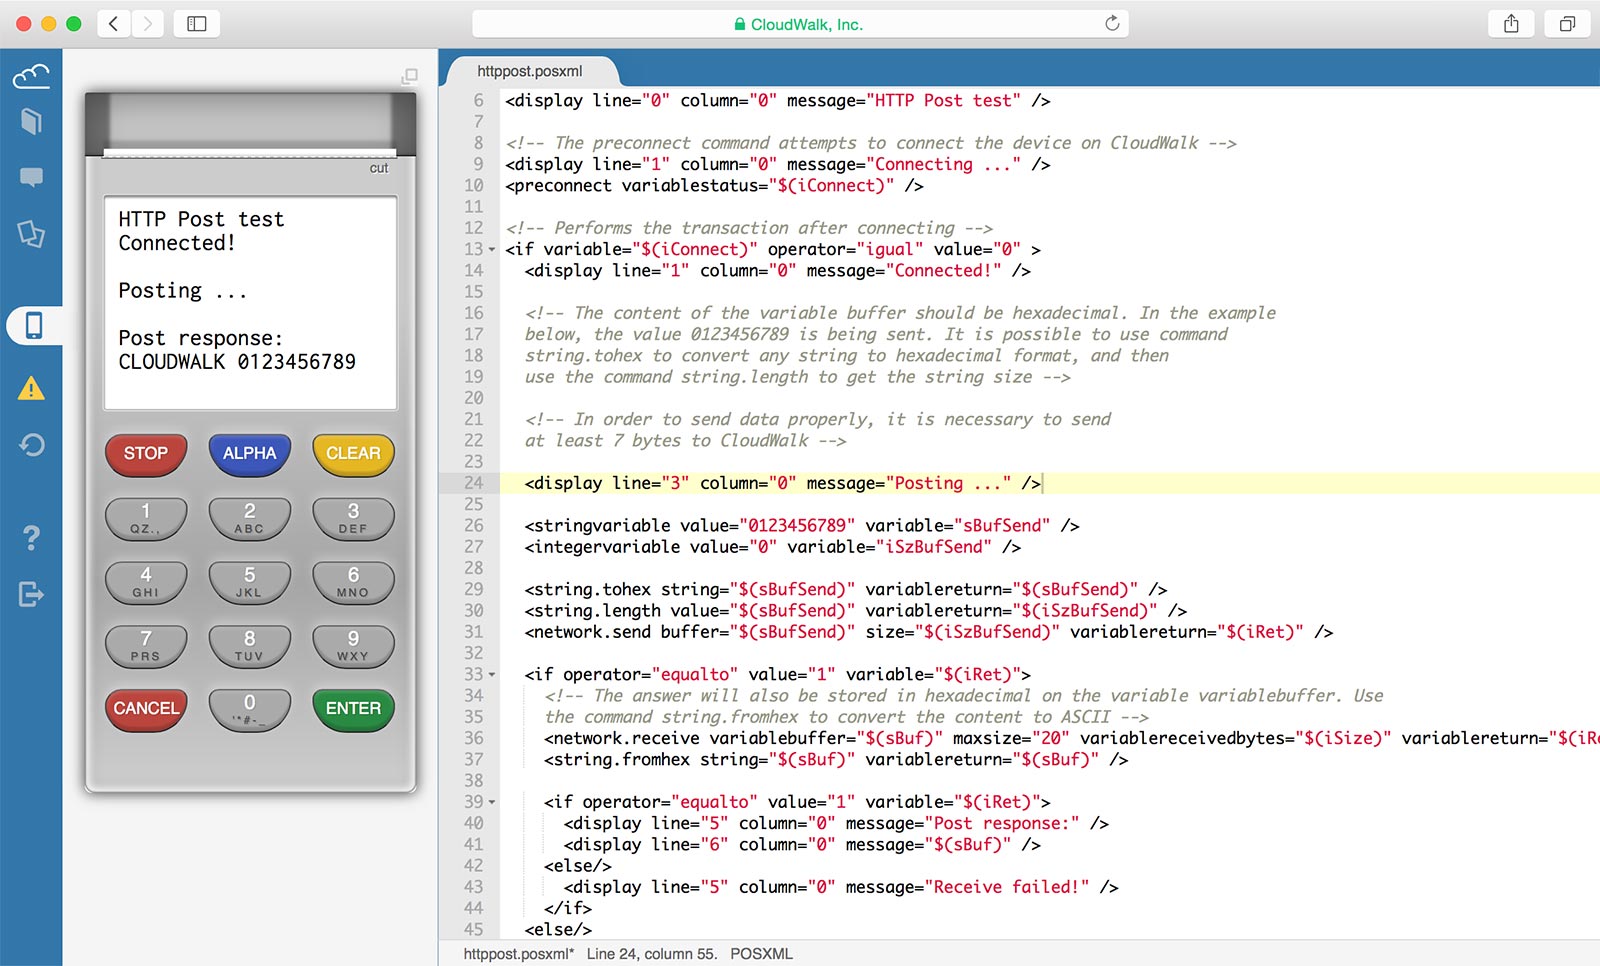 CloudWalk, Inc.
cut
HTTP Post test
Connected!
Posting ...
Post response:
CLOUDWALK 0123456789
STOP ALPHA CLEAR
1 2 3
QZ., ABC DEF
4 5 6
GHI JKL MNO
7 8 9
PRS TUV WXY
CANCEL 0 ENTER
httppost.posxml
6 <display line="0" column="0" message="HTTP Post test" />
7
8 <!-- The preconnect command attempts to connect the device on CloudWalk -->
9 <display line="1" column="0" message="Connecting ..." />
10 <preconnect variablestatus="$(iConnect)" />
11
12 <!-- Performs the transaction after connecting -->
13 <if variable="$(iConnect)" operator="igual" value="0" >
14 <display line="1" column="0" message="Connected!" />
15
16 <!-- The content of the variable buffer should be hexadecimal. In the example
17 below, the value 0123456789 is being sent. It is possible to use command
18 string.tohex to convert any string to hexadecimal format, and then
19 use the command string.length to get the string size -->
20
21 <!-- In order to send data properly, it is necessary to send
22 at least 7 bytes to CloudWalk -->
23
24 <display line="3" column="0" message="Posting ..." />
25
26 <stringvariable value="0123456789" variable="sBufSend" />
27 <integervariable value="0" variable="iSzBufSend" />
28
29 <string.tohex string="$(sBufSend)" variablereturn="$(sBufSend)" />
30 <string.length value="$(sBufSend)" variablereturn="$(iSzBufSend)" />
31 <network.send buffer="$(sBufSend)" size="$(iSzBufSend)" variablereturn="$(iRet)" />
32
33 <if operator="equalto" value="1" variable="$(iRet)">
34 <!-- The answer will also be stored in hexadecimal on the variable variablebuffer. Use
35 the command string.fromhex to convert the content to ASCII -->
36 <network.receive variablebuffer="$(sBuf)" maxsize="20" variablereceivedbytes="$(iSize)" variablereturn="$(iRe
37 <string.fromhex string="$(sBuf)" variablereturn="$(sBuf)" />
38
39 <if operator="equalto" value="1" variable="$(iRet)">
40 <display line="5" column="0" message="Post response:" />
41 <display line="6" column="0" message="$(sBuf)" />
42 <else/>
43 <display line="5" column="0" message="Receive failed!" />
44 </if>
45 <else/>
httppost.posxml* Line 24, column 55. POSXML